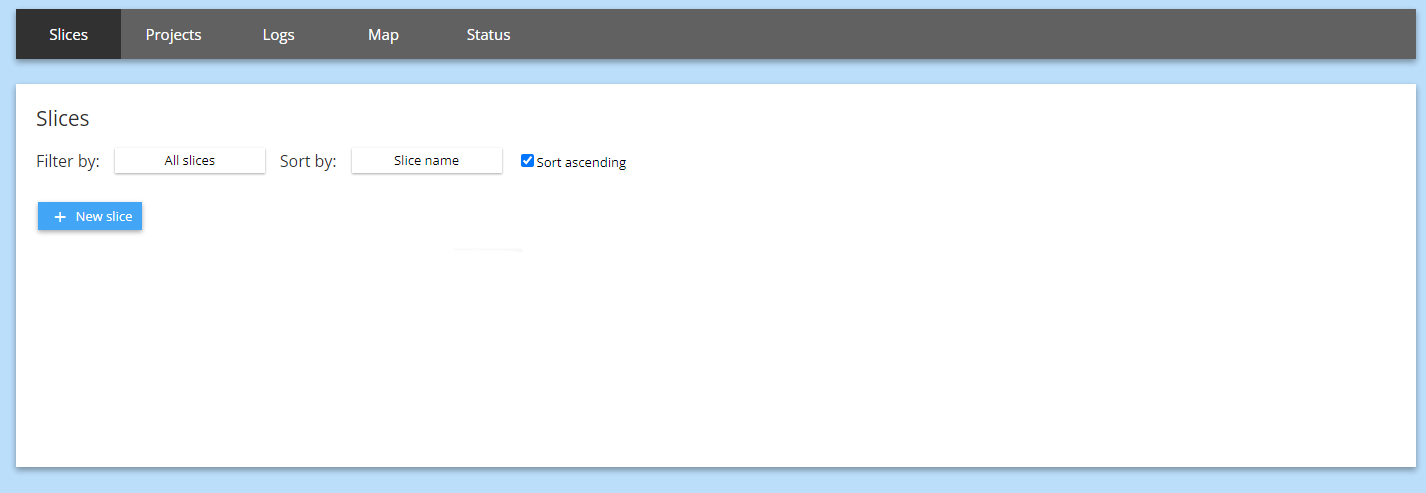 Slices Projects Logs Map Status
Slices
Filter by: All slices Sort by: Slice name Sort ascending
+ New slice